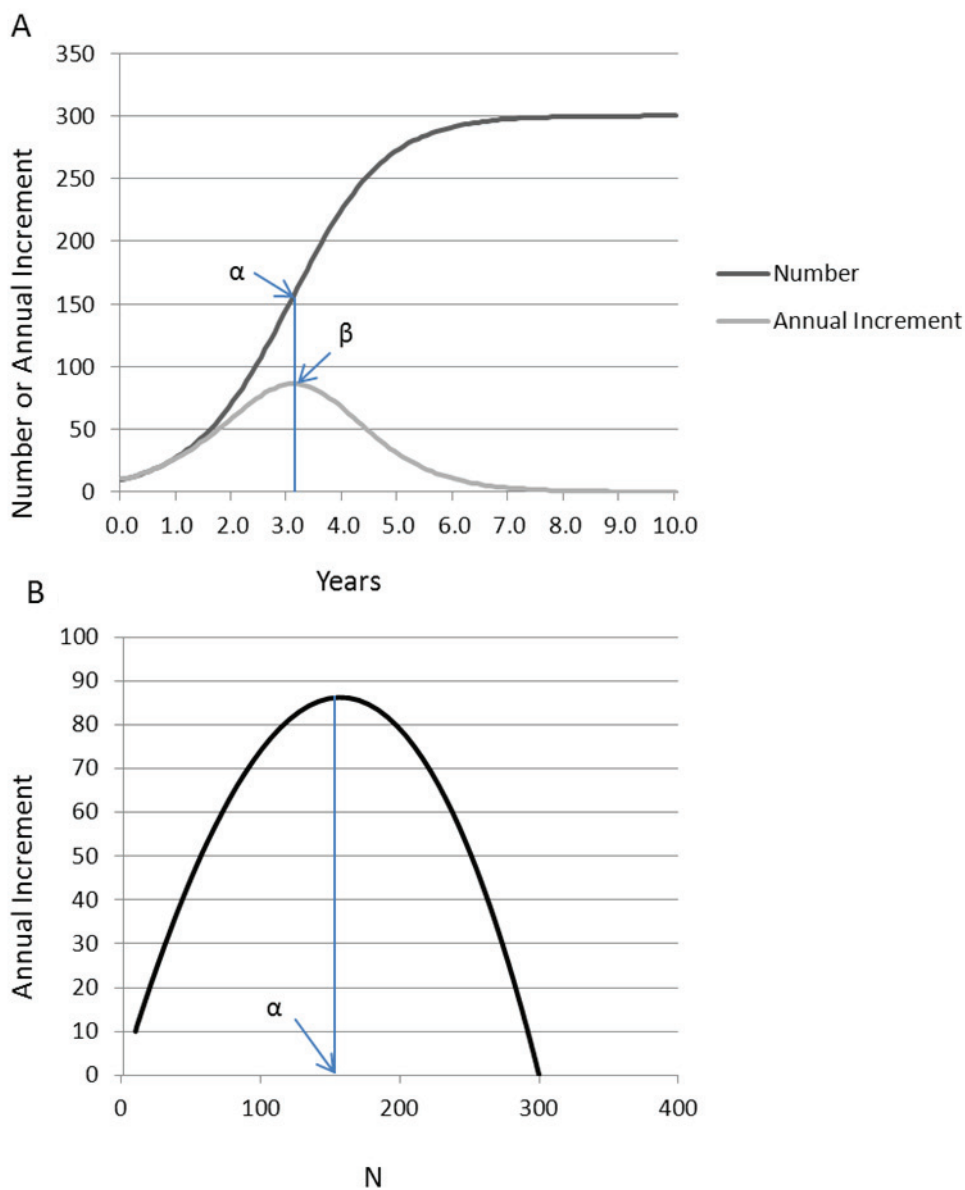 A
350
300
250
200
150
100
50
0
Number or Annual Increment
α
β
Number
Annual Increment
0.0 1.0 2.0 3.0 4.0 5.0 6.0 7.0 8.0 9.0 10.0
Years
B
100
90
80
70
60
50
40
30
20
10
0
Annual Increment
α
0 100 200 300 400
N